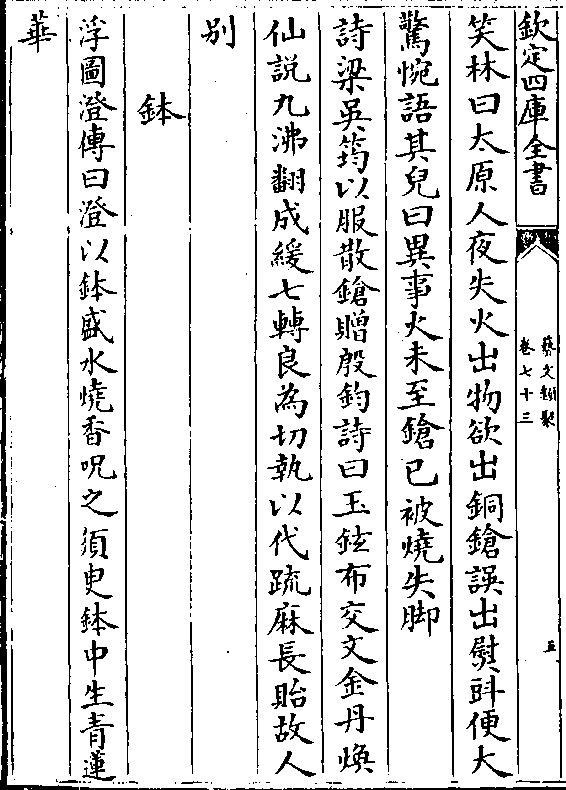 欽定四庫全書
藝文類聚
卷七十三
五
笑林曰太原人夜失火出物欲出銅鎗誤出熨㪷便大
驚惋語其兒曰異事火未至鎗已被燒失脚
詩梁吳筠以服散鎗贈殷鈞詩曰玉鉉布交文金丹煥
仙説九沸翻成緩七轉良為切執以代疏麻長貽故人
别
鉢
浮圖澄傳曰澄以鉢盛水燒香呪之須㬰鉢中生青蓮
華